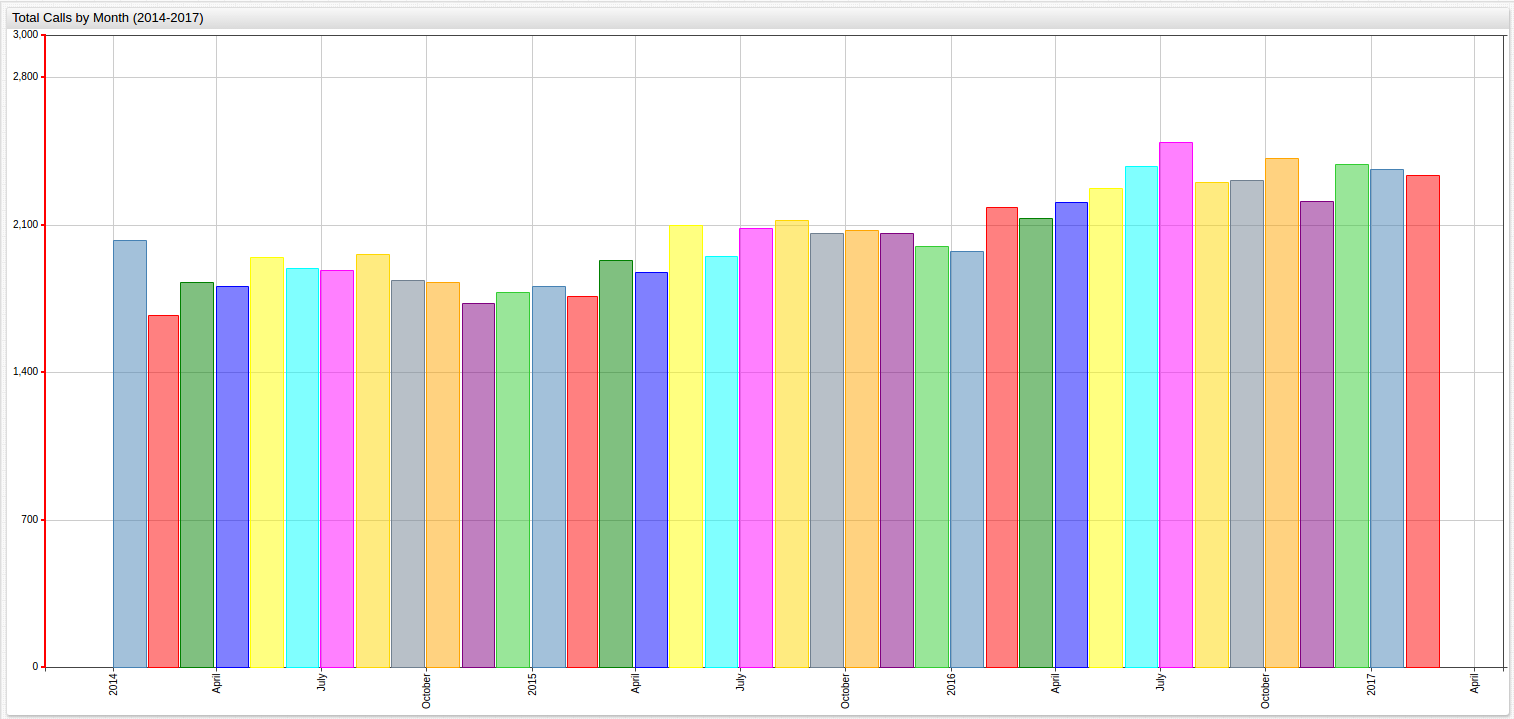 Total Calls by Month (2014-2017)
3,000
2,800
2,100
1,400
700
0
2014
April
July
October
2015
April
July
October
2016
April
July
October
2017
April